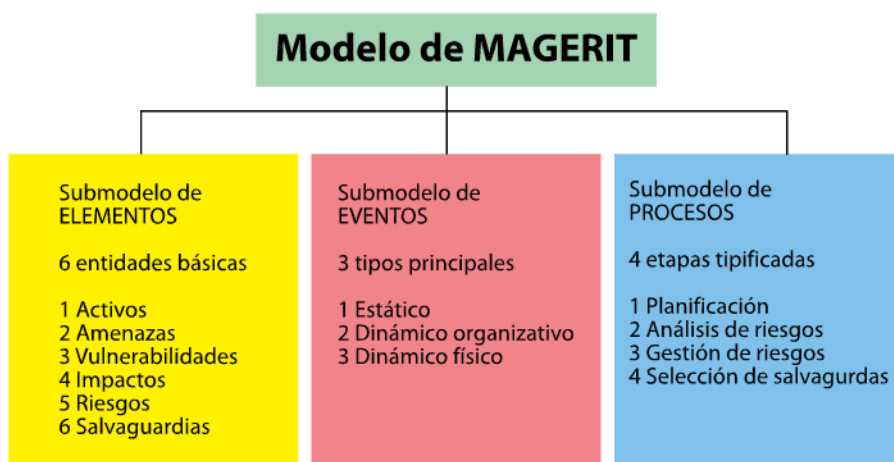 Modelo de MAGERIT
Submodelo de
ELEMENTOS
6 entidades básicas
1 Activos
2 Amenazas
3 Vulnerabilidades
4 Impactos
5 Riesgos
6 Salvaguardias
Submodelo de
EVENTOS
3 tipos principales
1 Estático
2 Dinámico organizativo
3 Dinámico físico
Submodelo de
PROCESOS
4 etapas tipificadas
1 Planificación
2 Análisis de riesgos
3 Gestión de riesgos
4 Selección de salvagurdas